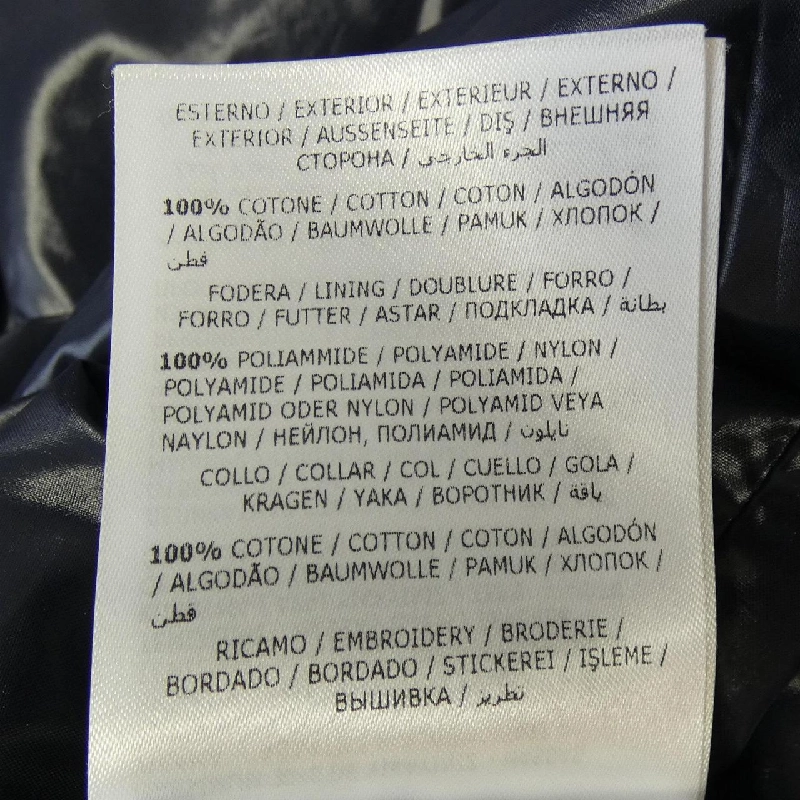 ESTERNO / EXTERIOR / EXTERIEUR / EXTERNO /
EXTERIOR / AUSSENSEITE / DIŞ / ВНЕШНЯЯ
СТОРОНА / الجزء الخارجي
100% COTONE / COTTON / COTON / ALGODÓN
/ ALGODÃO / BAUMWOLLE / PAMUK / ХЛОПОК /
قطن
FODERA / LINING / DOUBLURE / FORRO /
FORRO / FUTTER / ASTAR / ПОДКЛАДКА / بطانة
100% POLIAMMIDE / POLYAMIDE / NYLON /
POLYAMIDE / POLIAMIDA / POLIAMIDA /
POLYAMID ODER NYLON / POLYAMID VEYA
NAYLON / НЕЙЛОН, ПОЛИАМИД / نايلون
COLLO / COLLAR / COL / CUELLO / GOLA /
KRAGEN / YAKA / ВОРОТНИК / ياقة
100% COTONE / COTTON / COTON / ALGODÓN
/ ALGODÃO / BAUMWOLLE / PAMUK / ХЛОПОК /
قطن
RICAMO / EMBROIDERY / BRODERIE /
BORDADO / BORDADO / STICKEREI / IŞLEME /
ВЫШИВКА / تطريز